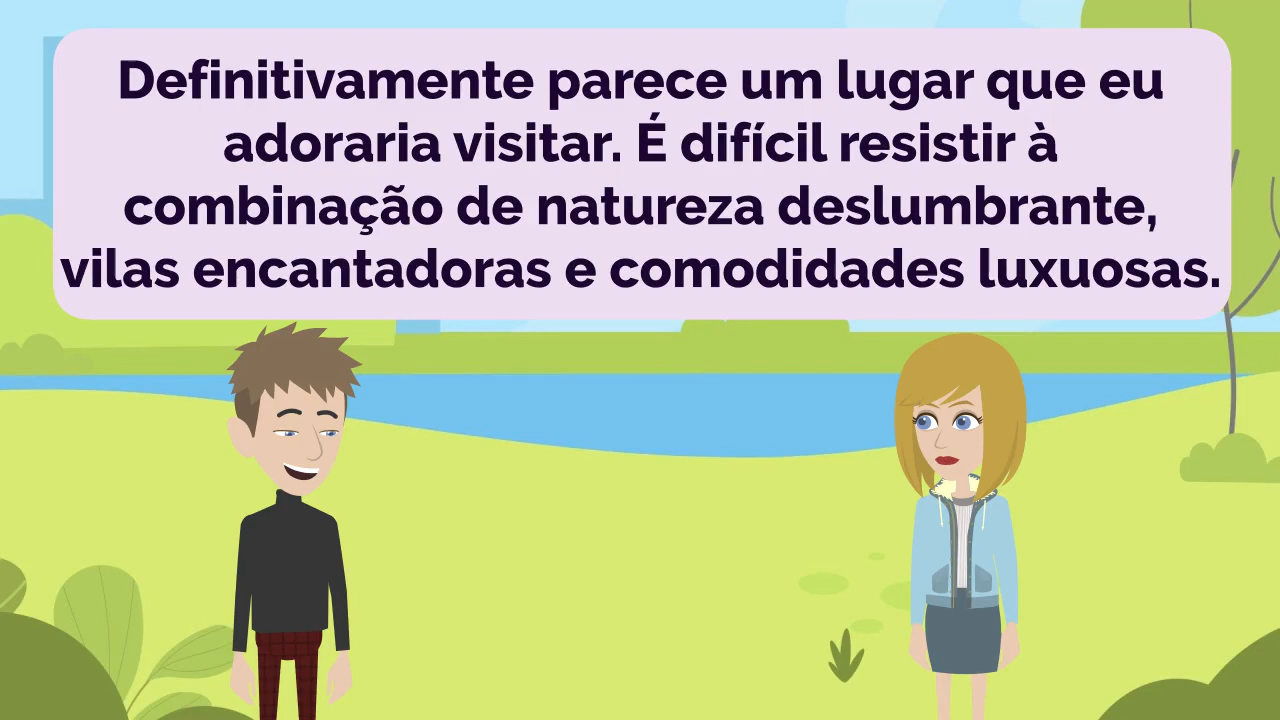 Definitivamente parece um lugar que eu
adoraria visitar. É difícil resistir à
combinação de natureza deslumbrante,
vilas encantadoras e comodidades luxuosas.